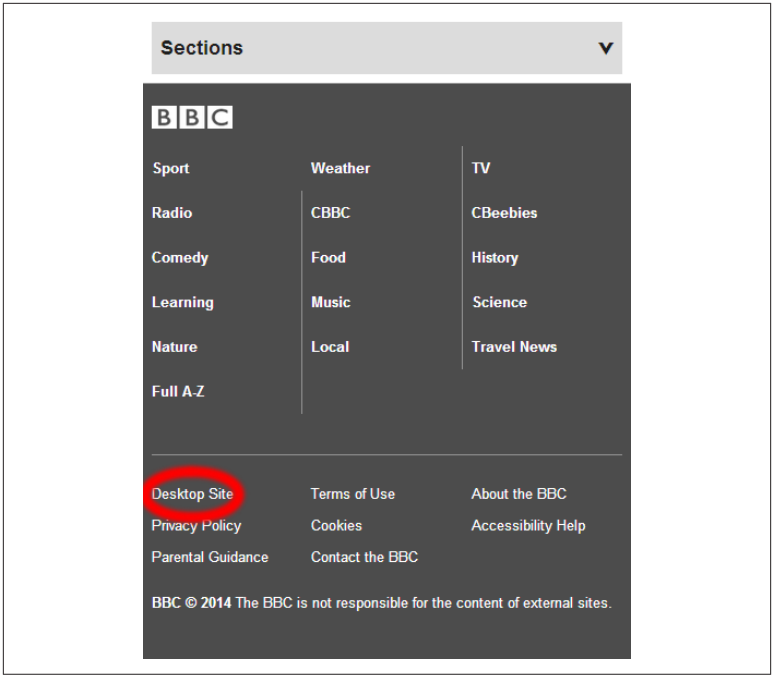 Sections
BBC
Sport Weather TV
Radio CBBC CBeebies
Comedy Food History
Learning Music Science
Nature Local Travel News
Full A-Z
Desktop Site Terms of Use About the BBC
Privacy Policy Cookies Accessibility Help
Parental Guidance Contact the BBC
BBC © 2014 The BBC is not responsible for the content of external sites.